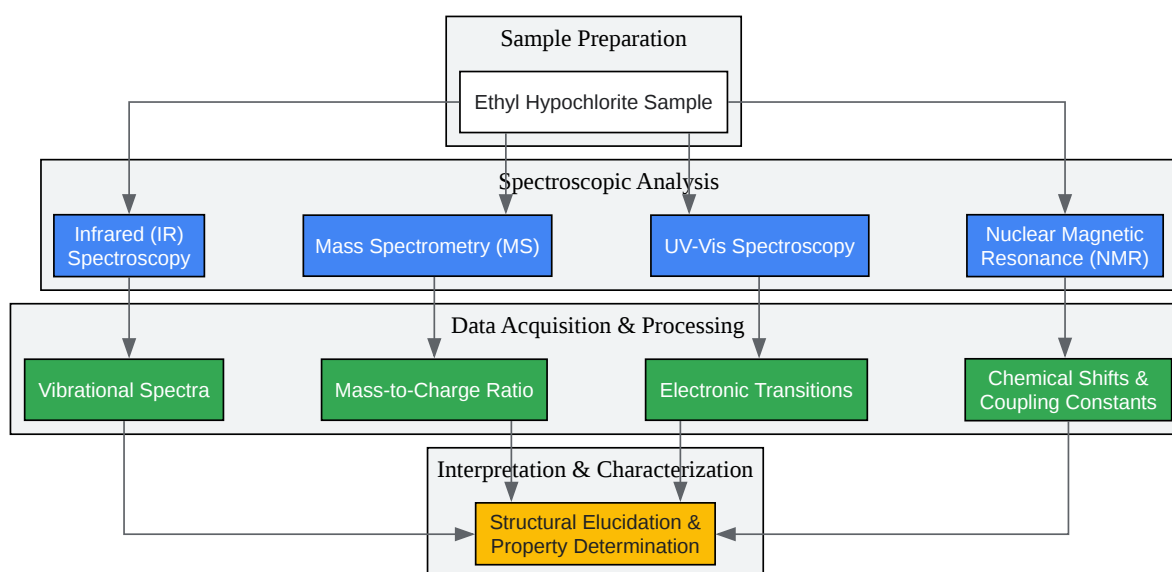 Sample Preparation
Ethyl Hypochlorite Sample
Spectroscopic Analysis
Infrared (IR)
Spectroscopy
Mass Spectrometry (MS)
UV-Vis Spectroscopy
Nuclear Magnetic
Resonance (NMR)
Data Acquisition & Processing
Vibrational Spectra
Mass-to-Charge Ratio
Electronic Transitions
Chemical Shifts &
Coupling Constants
Interpretation & Characterization
Structural Elucidation &
Property Determination